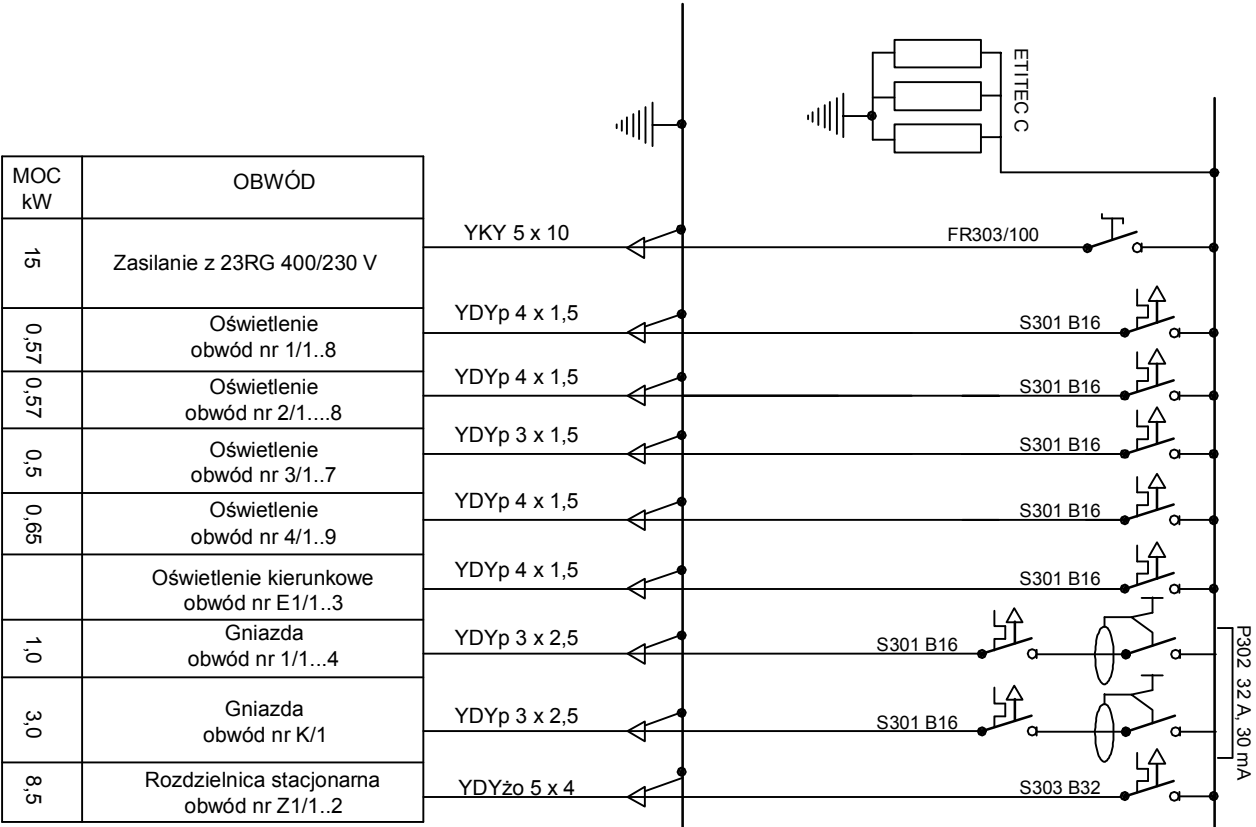 ETITEC C
MOC
kW
OBWÓD
15
Zasilanie z 23RG 400/230 V
YKY 5 x 10
FR303/100
0,57
Oświetlenie
obwód nr 1/1..8
YDYp 4 x 1,5
S301 B16
0,57
Oświetlenie
obwód nr 2/1....8
YDYp 4 x 1,5
S301 B16
0,5
Oświetlenie
obwód nr 3/1..7
YDYp 3 x 1,5
S301 B16
0,65
Oświetlenie
obwód nr 4/1..9
YDYp 4 x 1,5
S301 B16
Oświetlenie kierunkowe
obwód nr E1/1..3
YDYp 4 x 1,5
S301 B16
1,0
Gniazda
obwód nr 1/1...4
YDYp 3 x 2,5
S301 B16
P302 32 A, 30 mA
3,0
Gniazda
obwód nr K/1
YDYp 3 x 2,5
S301 B16
8,5
Rozdzielnica stacjonarna
obwód nr Z1/1..2
YDYżo 5 x 4
S303 B32